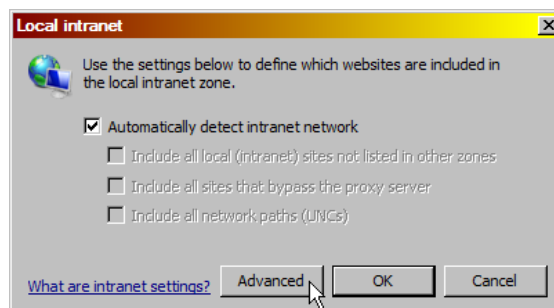 Local intranet
Use the settings below to define which websites are included in
the local intranet zone.
Automatically detect intranet network
Include all local (intranet) sites not listed in other zones
Include all sites that bypass the proxy server
Include all network paths (UNCs)
What are intranet settings? Advanced OK Cancel